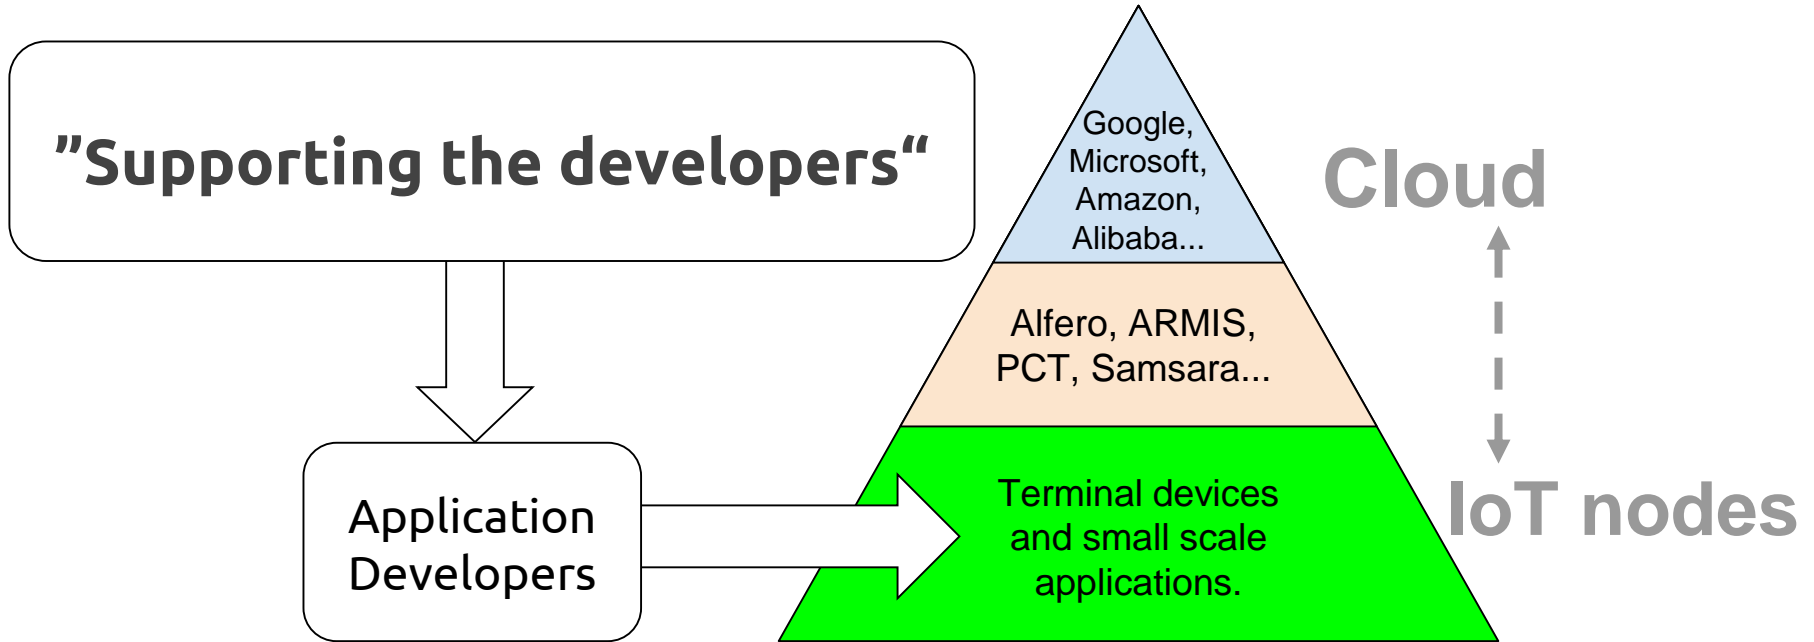 ”Supporting the developers“
Application
Developers
Google,
Microsoft,
Amazon,
Alibaba...
Alfero, ARMIS,
PCT, Samsara...
Terminal devices
and small scale
applications.
Cloud
IoT nodes